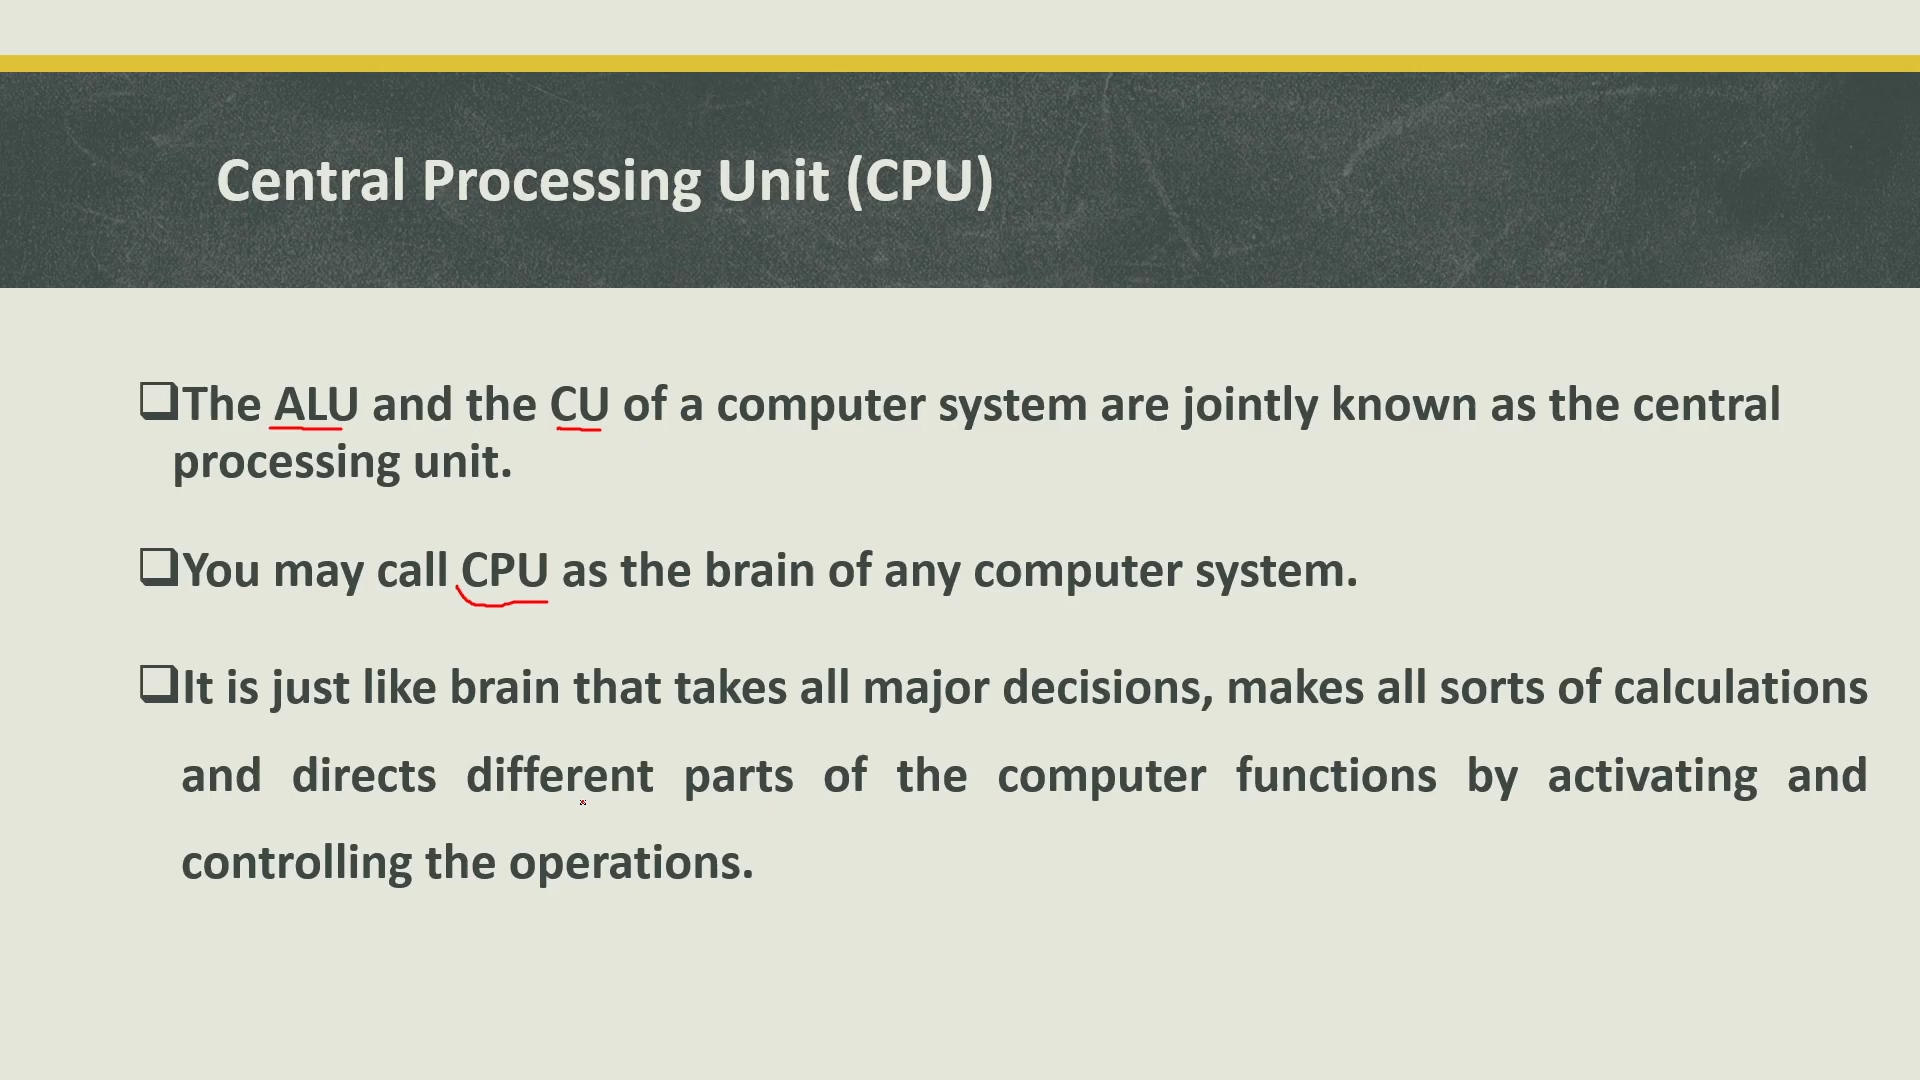 Central Processing Unit (CPU)
❑The ALU and the CU of a computer system are jointly known as the central
processing unit.
❑You may call CPU as the brain of any computer system.
❑It is just like brain that takes all major decisions, makes all sorts of calculations
and directs different parts of the computer functions by activating and
controlling the operations.